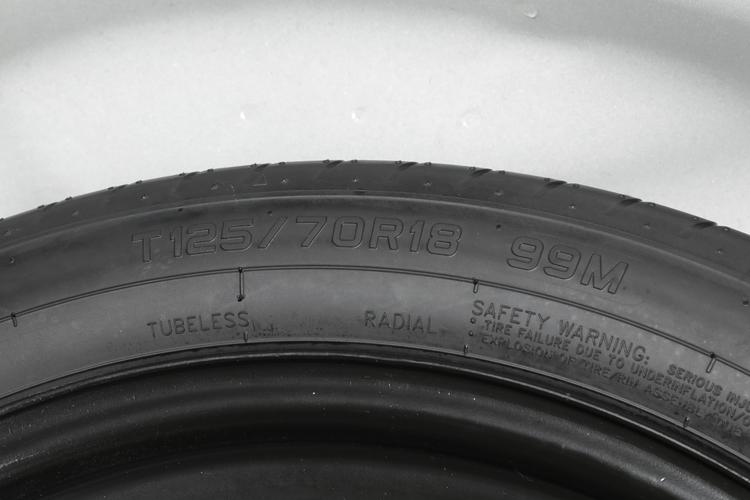 T125/70R18 99M
TUBELESS RADIAL
SAFETY WARNING: SERIOUS
• TIRE FAILURE DUE TO UNDERINFLATION/
• EXPLOSION OF TIRE/RIM ASSEMBLY